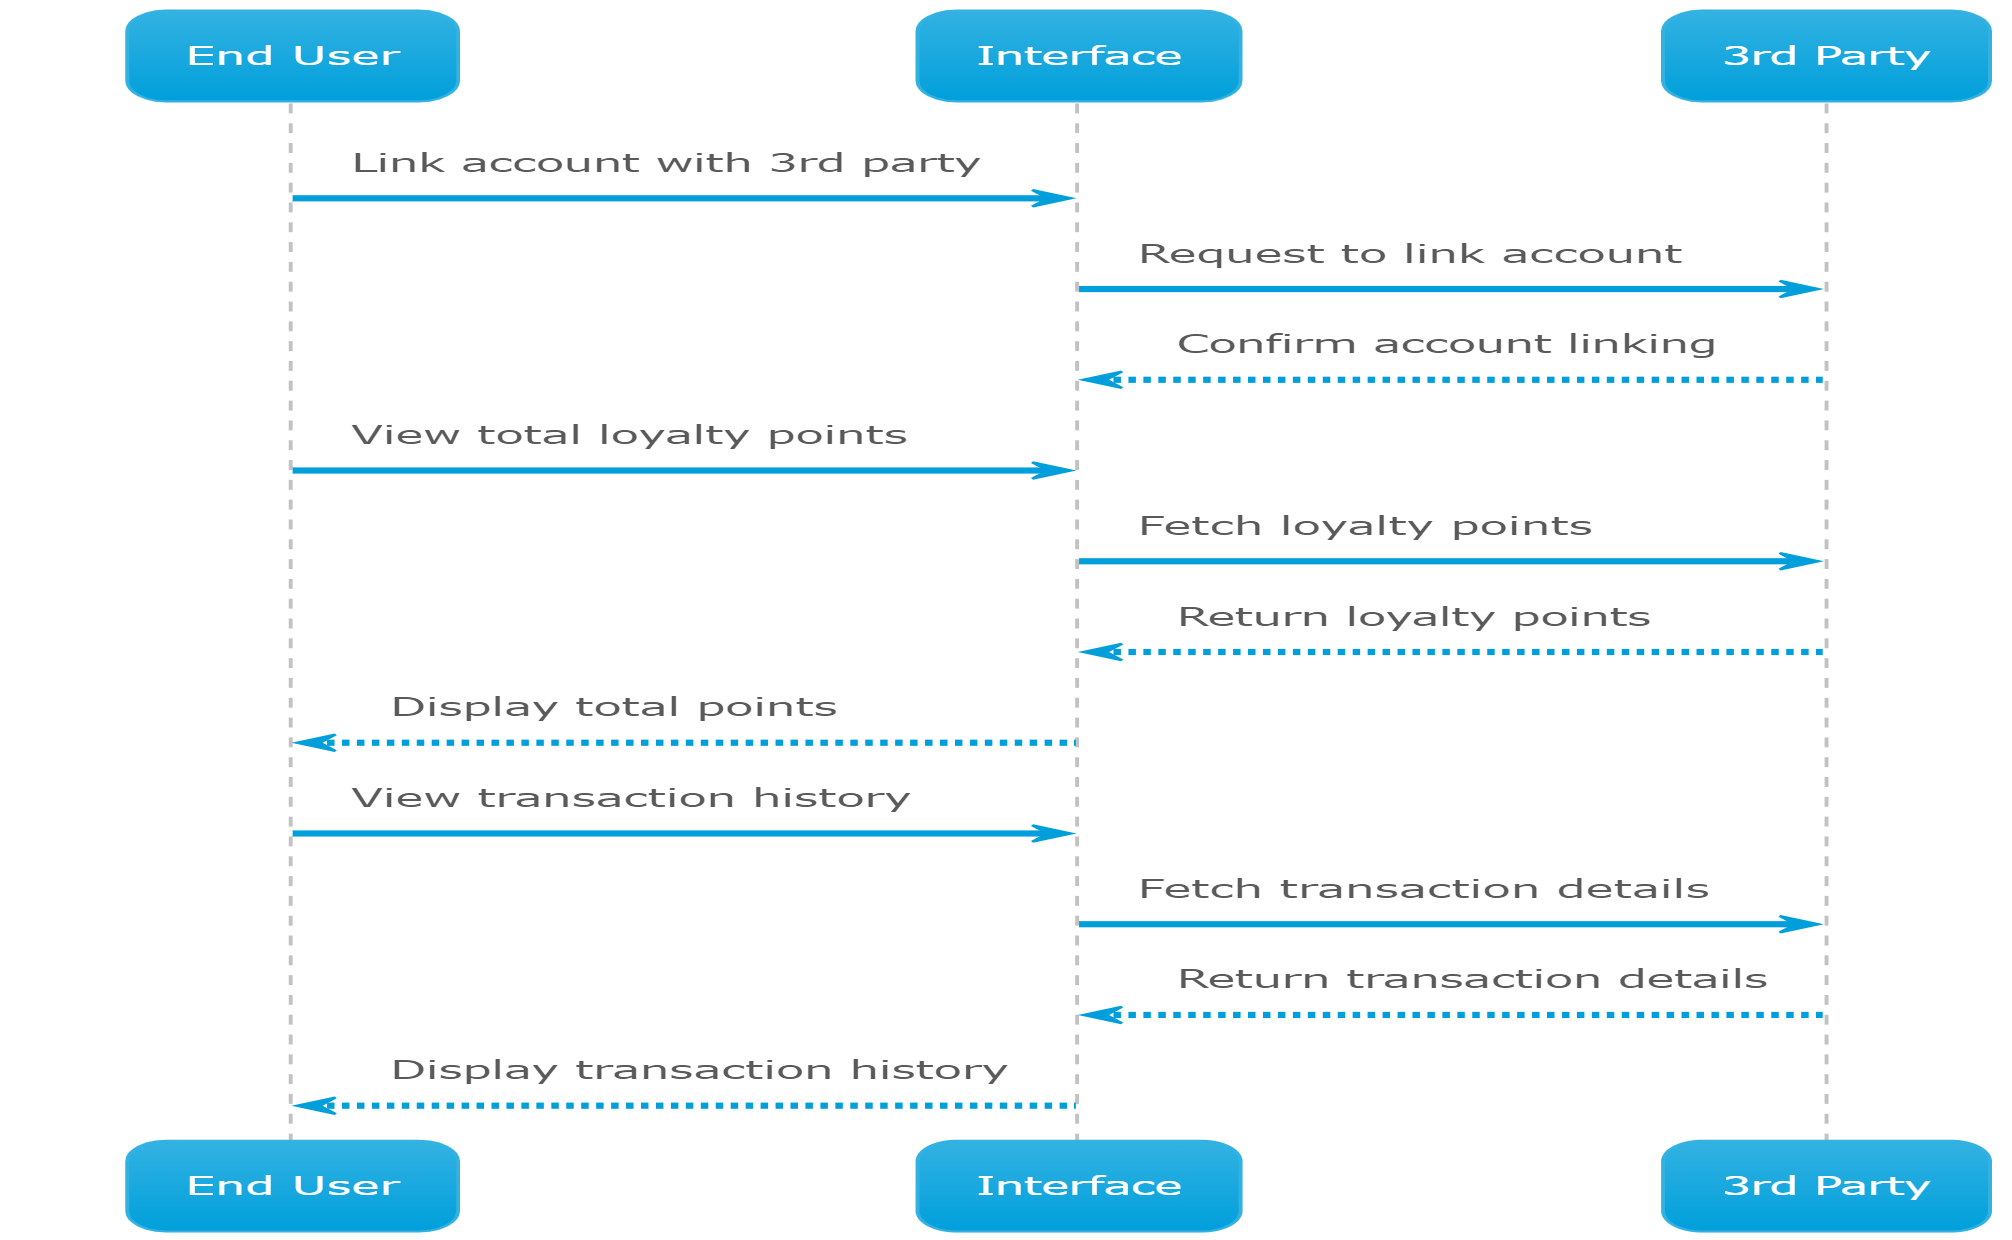 End User
Interface
3rd Party
Link account with 3rd party
Request to link account
Confirm account linking
View total loyalty points
Fetch loyalty points
Return loyalty points
Display total points
View transaction history
Fetch transaction details
Return transaction details
Display transaction history
End User
Interface
3rd Party